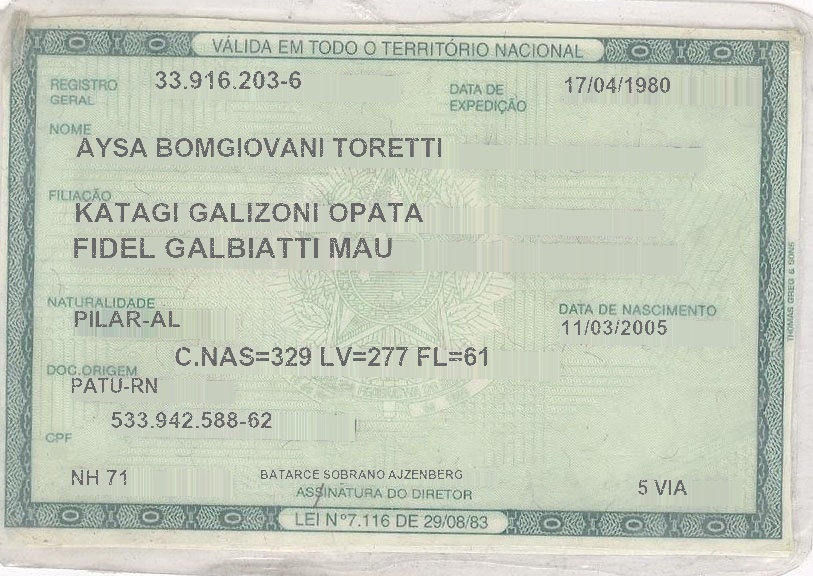 VÁLIDA EM TODO O TERRITÓRIO NACIONAL
REGISTRO GERAL 33.916.203-6 DATA DE EXPEDIÇÃO 17/04/1980
NOME
AYSA BOMGIOVANI TORETTI
FILIAÇÃO
KATAGI GALIZONI OPATA
FIDEL GALBIATTI MAU
NATURALIDADE DATA DE NASCIMENTO
PILAR-AL 11/03/2005
C.NAS=329 LV=277 FL=61
DOC.ORIGEM
PATU-RN
533.942.588-62
CPF
NH 71 BATARCE SOBRANO AJZENBERG 5 VIA
ASSINATURA DO DIRETOR
LEI Nº7.116 DE 29/08/83
THOMAS GREG & SONS